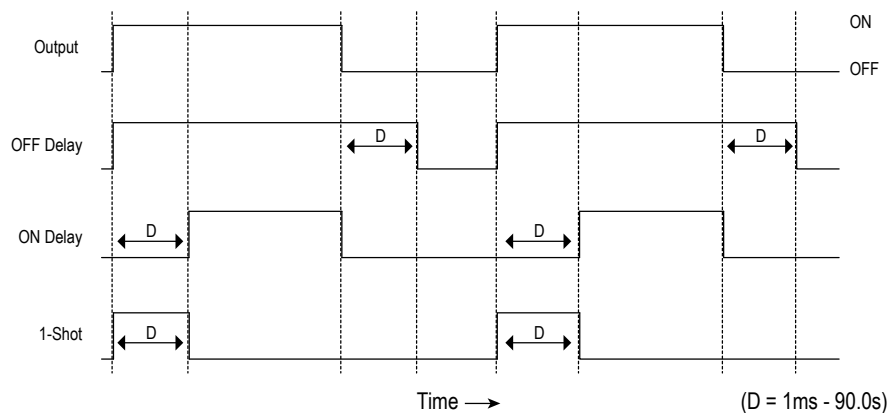 ON
Output
OFF
OFF Delay
D
D
ON Delay
D
D
1-Shot
D
D
Time
(D = 1ms - 90.0s)